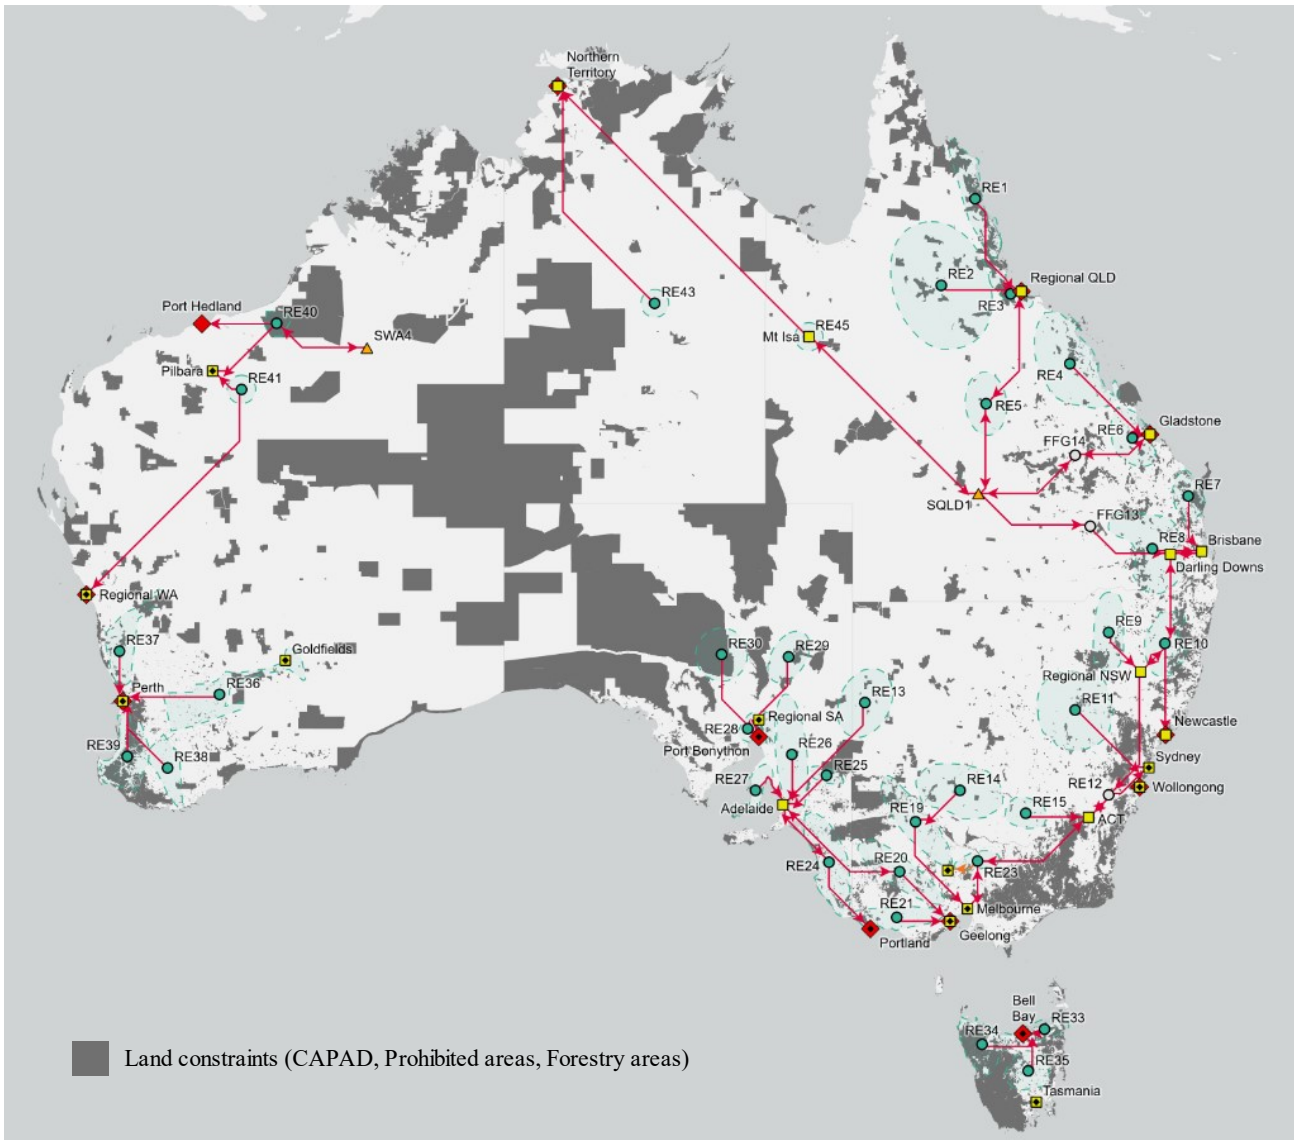 Northern
Territory
RE1
RE2
Regional QLD
RE3
RE43
Port Hedland
RE40
SWA4
RE45
Mt Isa
Pilbara
RE41
RE4
RE5
Gladstone
RE6
FFG14
RE7
SQLD1
FFG13
RE8
Brisbane
Darling Downs
Regional WA
RE9
RE37
RE10
RE30
RE29
Goldfields
Regional NSW
RE36
Perth
RE13
RE11
Regional SA
RE28
Newcastle
RE39
Port Bonython
RE26
Sydney
RE38
RE25
RE27
RE14
RE12
Wollongong
Adelaide
RE19
RE15
ACT
RE24
RE20
RE23
RE21
Melbourne
Portland
Geelong
Bell
Bay
RE33
RE34
RE35
Land constraints (CAPAD, Prohibited areas, Forestry areas)
Tasmania